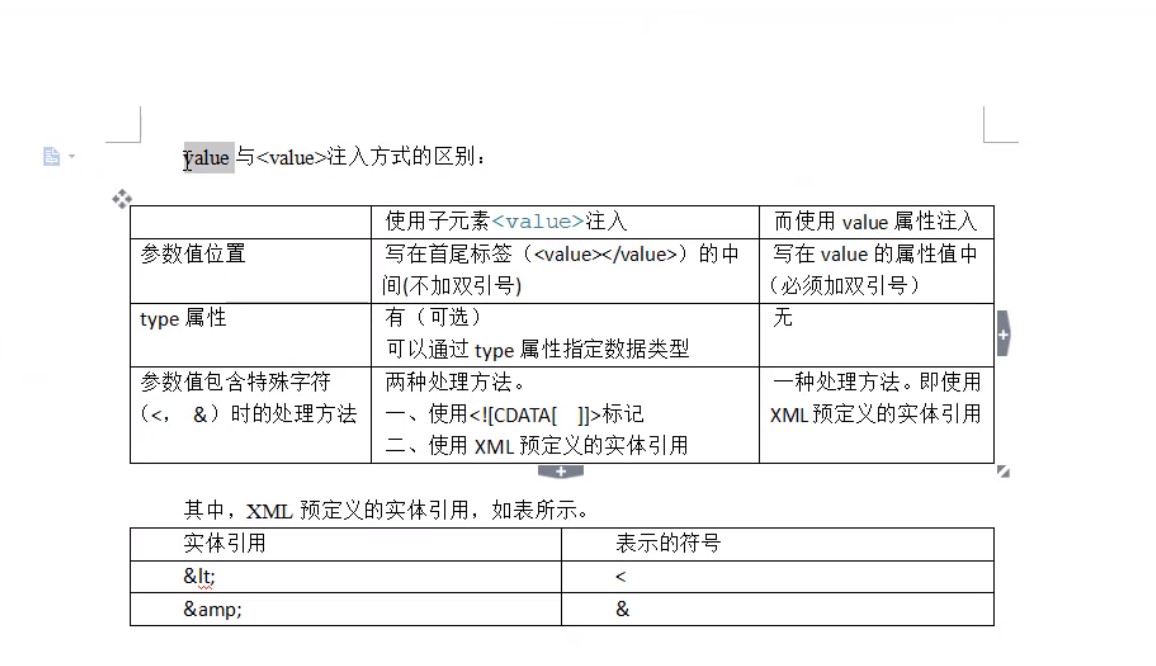 value 与<value>注入方式的区别：
使用子元素<value>注入
而使用 value 属性注入
参数值位置
写在首尾标签（<value></value>）的中
间(不加双引号)
写在 value 的属性值中
（必须加双引号）
type 属性
有（可选）
可以通过 type 属性指定数据类型
无
参数值包含特殊字符
（<， &）时的处理方法
两种处理方法。
一、使用<![CDATA[ ]]>标记
二、使用 XML 预定义的实体引用
一种处理方法。即使用
XML 预定义的实体引用
其中，XML 预定义的实体引用，如表所示。
实体引用
表示的符号
&lt;
<
&amp;
&